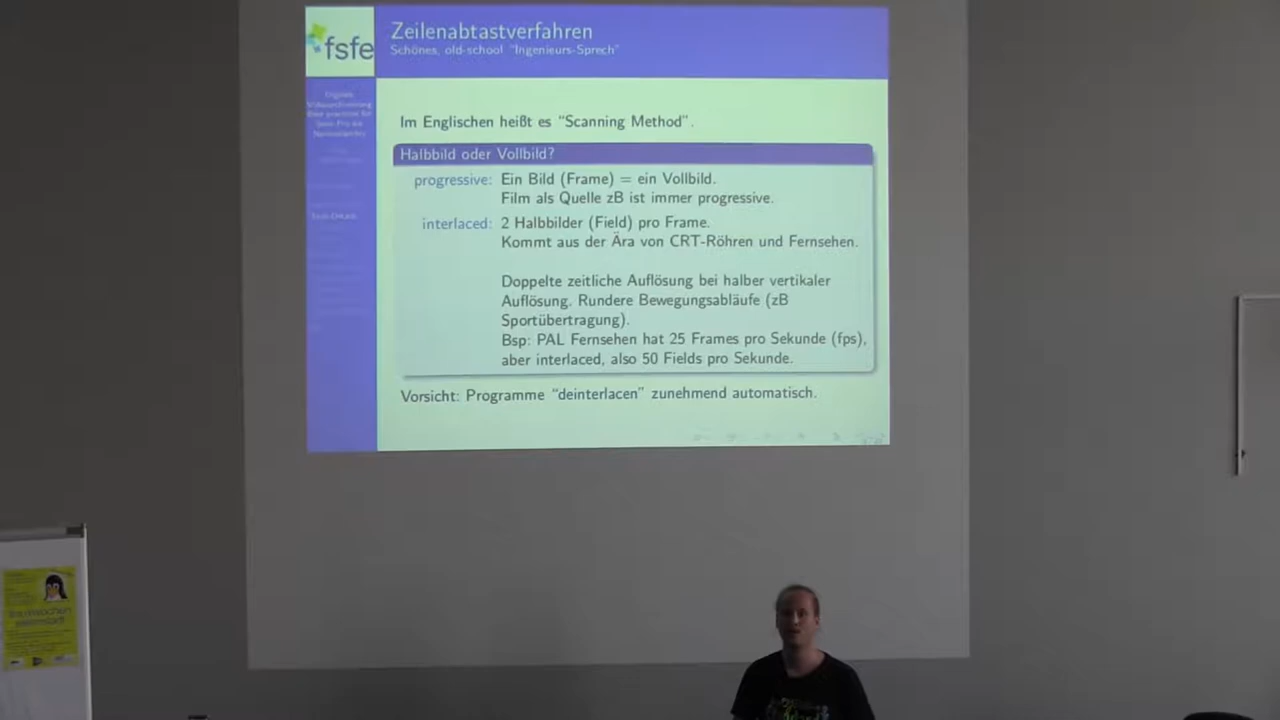 fsfe
Zeilenabtastverfahren
Schönes, old-school "Ingenieurs-Sprech"
Im Englischen heißt es "Scanning Method".
Halbbild oder Vollbild?
progressive: Ein Bild (Frame) = ein Vollbild.
Film als Quelle zB ist immer progressive.
interlaced: 2 Halbbilder (Field) pro Frame.
Kommt aus der Ära von CRT-Röhren und Fernsehen.
Doppelte zeitliche Auflösung bei halber vertikaler
Auflösung. Rundere Bewegungsabläufe (zB
Sportübertragung).
Bsp: PAL Fernsehen hat 25 Frames pro Sekunde (fps),
aber interlaced, also 50 Fields pro Sekunde.
Vorsicht: Programme "deinterlacen" zunehmend automatisch.